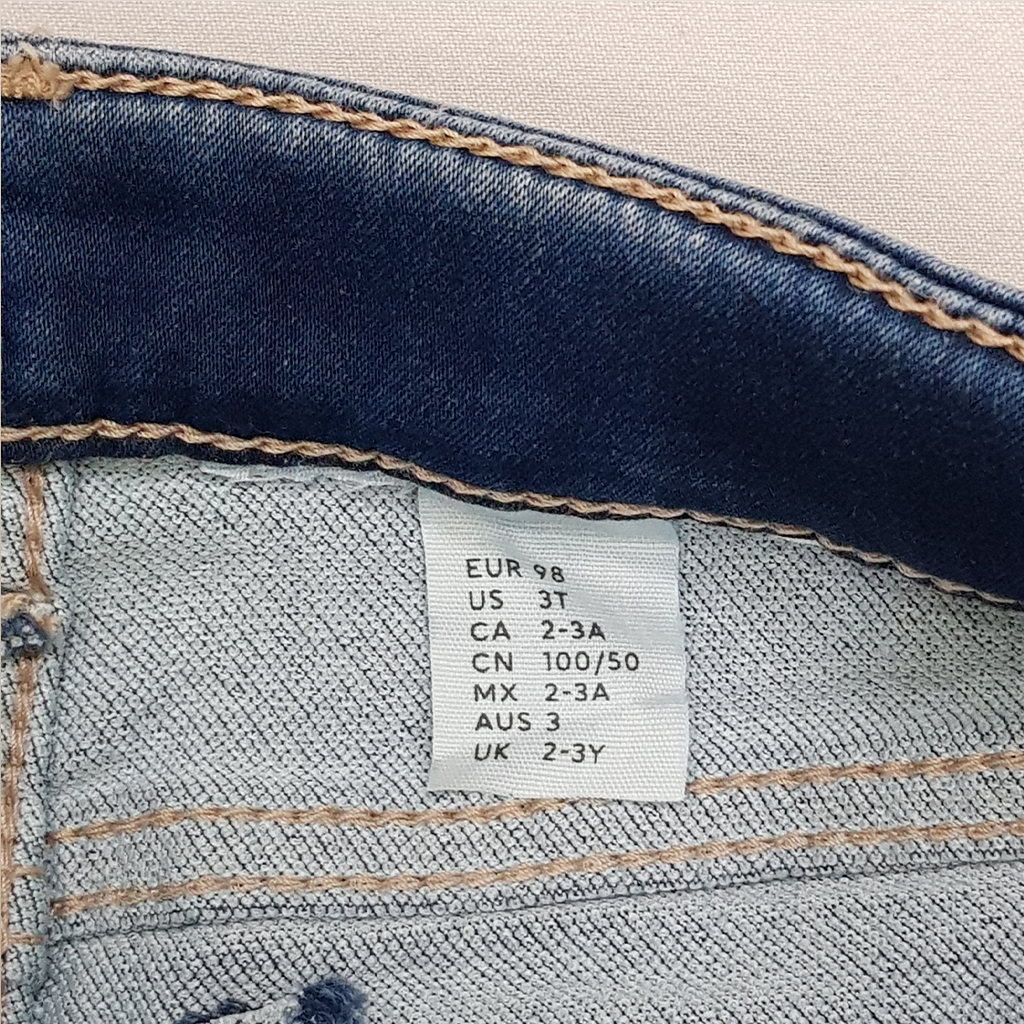 EUR 98
US 3T
CA 2-3A
CN 100/50
MX 2-3A
AUS 3
UK 2-3Y